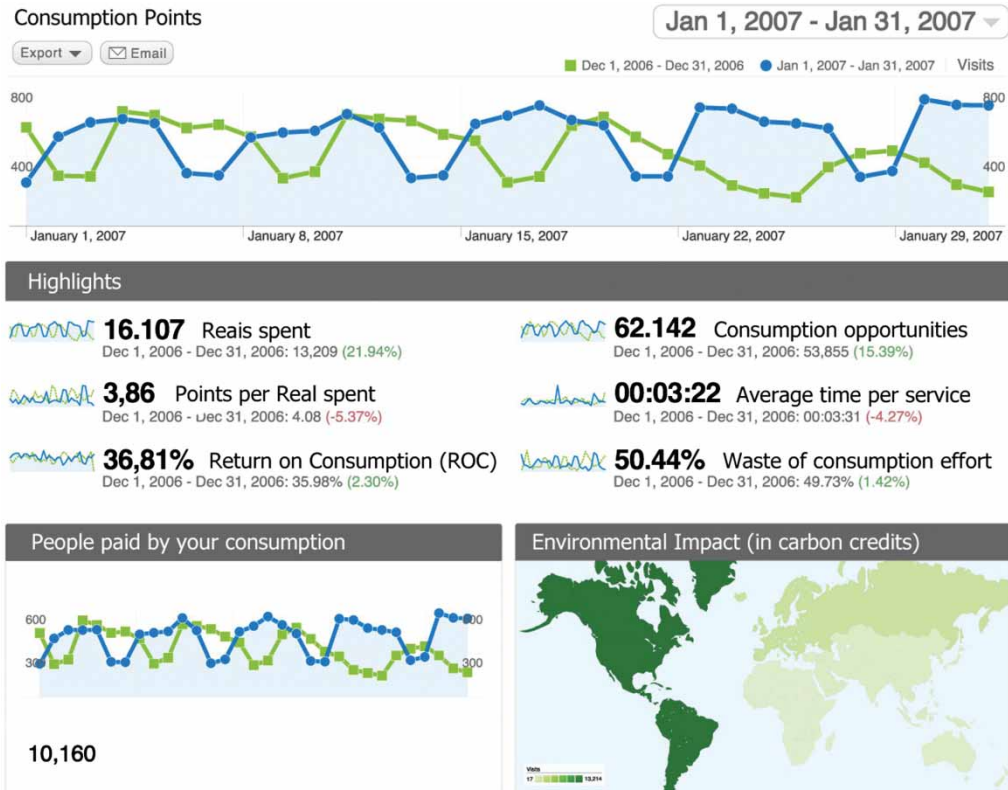 Consumption Points
Jan 1, 2007 - Jan 31, 2007
Export
Email
Dec 1, 2006 - Dec 31, 2006
Jan 1, 2007 - Jan 31, 2007
Visits
800
800
400
400
January 1, 2007
January 8, 2007
January 15, 2007
January 22, 2007
January 29, 2007
Highlights
16.107 Reais spent
Dec 1, 2006 - Dec 31, 2006: 13,209 (21.94%)
62.142 Consumption opportunities
Dec 1, 2006 - Dec 31, 2006: 53,855 (15.39%)
3,86 Points per Real spent
Dec 1, 2006 - Dec 31, 2006: 4.08 (-5.37%)
00:03:22 Average time per service
Dec 1, 2006 - Dec 31, 2006: 00:03:31 (-4.27%)
36,81% Return on Consumption (ROC)
Dec 1, 2006 - Dec 31, 2006: 35.98% (2.30%)
50.44% Waste of consumption effort
Dec 1, 2006 - Dec 31, 2006: 49.73% (1.42%)
People paid by your consumption
600
600
300
300
10,160
Environmental Impact (in carbon credits)
Visits
17
13,214